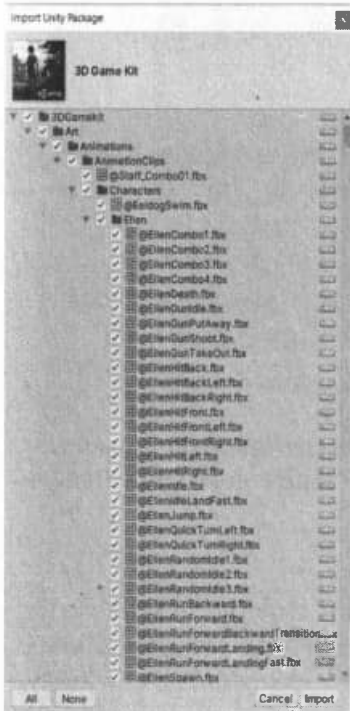 Import Unity Package
3D Game Kit
3DGamekit
Art
Animations
AnimationClips
@Staff_Combo01.fbx
Characters
@EeldogSwim.fbx
Ellen
@EllenCombo1.fbx
@EllenCombo2.fbx
@EllenCombo3.fbx
@EllenCombo4.fbx
@EllenDeath.fbx
@EllenGunIdle.fbx
@EllenGunPutAway.fbx
@EllenGunShoot.fbx
@EllenGunTakeOut.fbx
@EllenHitBack.fbx
@EllenHitBackLeft.fbx
@EllenHitBackRight.fbx
@EllenHitFront.fbx
@EllenHitFrontLeft.fbx
@EllenHitFrontRight.fbx
@EllenHitLeft.fbx
@EllenHitRight.fbx
@EllenIdle.fbx
@EllenIdleLandFast.fbx
@EllenJump.fbx
@EllenQuickTurnLeft.fbx
@EllenQuickTurnRight.fbx
@EllenRandomIdle1.fbx
@EllenRandomIdle2.fbx
@EllenRandomIdle3.fbx
@EllenRunBackward.fbx
@EllenRunForward.fbx
@EllenRunForwardLanding.fbx
@EllenRunForwardLandingFast.fbx
@EllenSpawn.fbx
All None Cancel Import